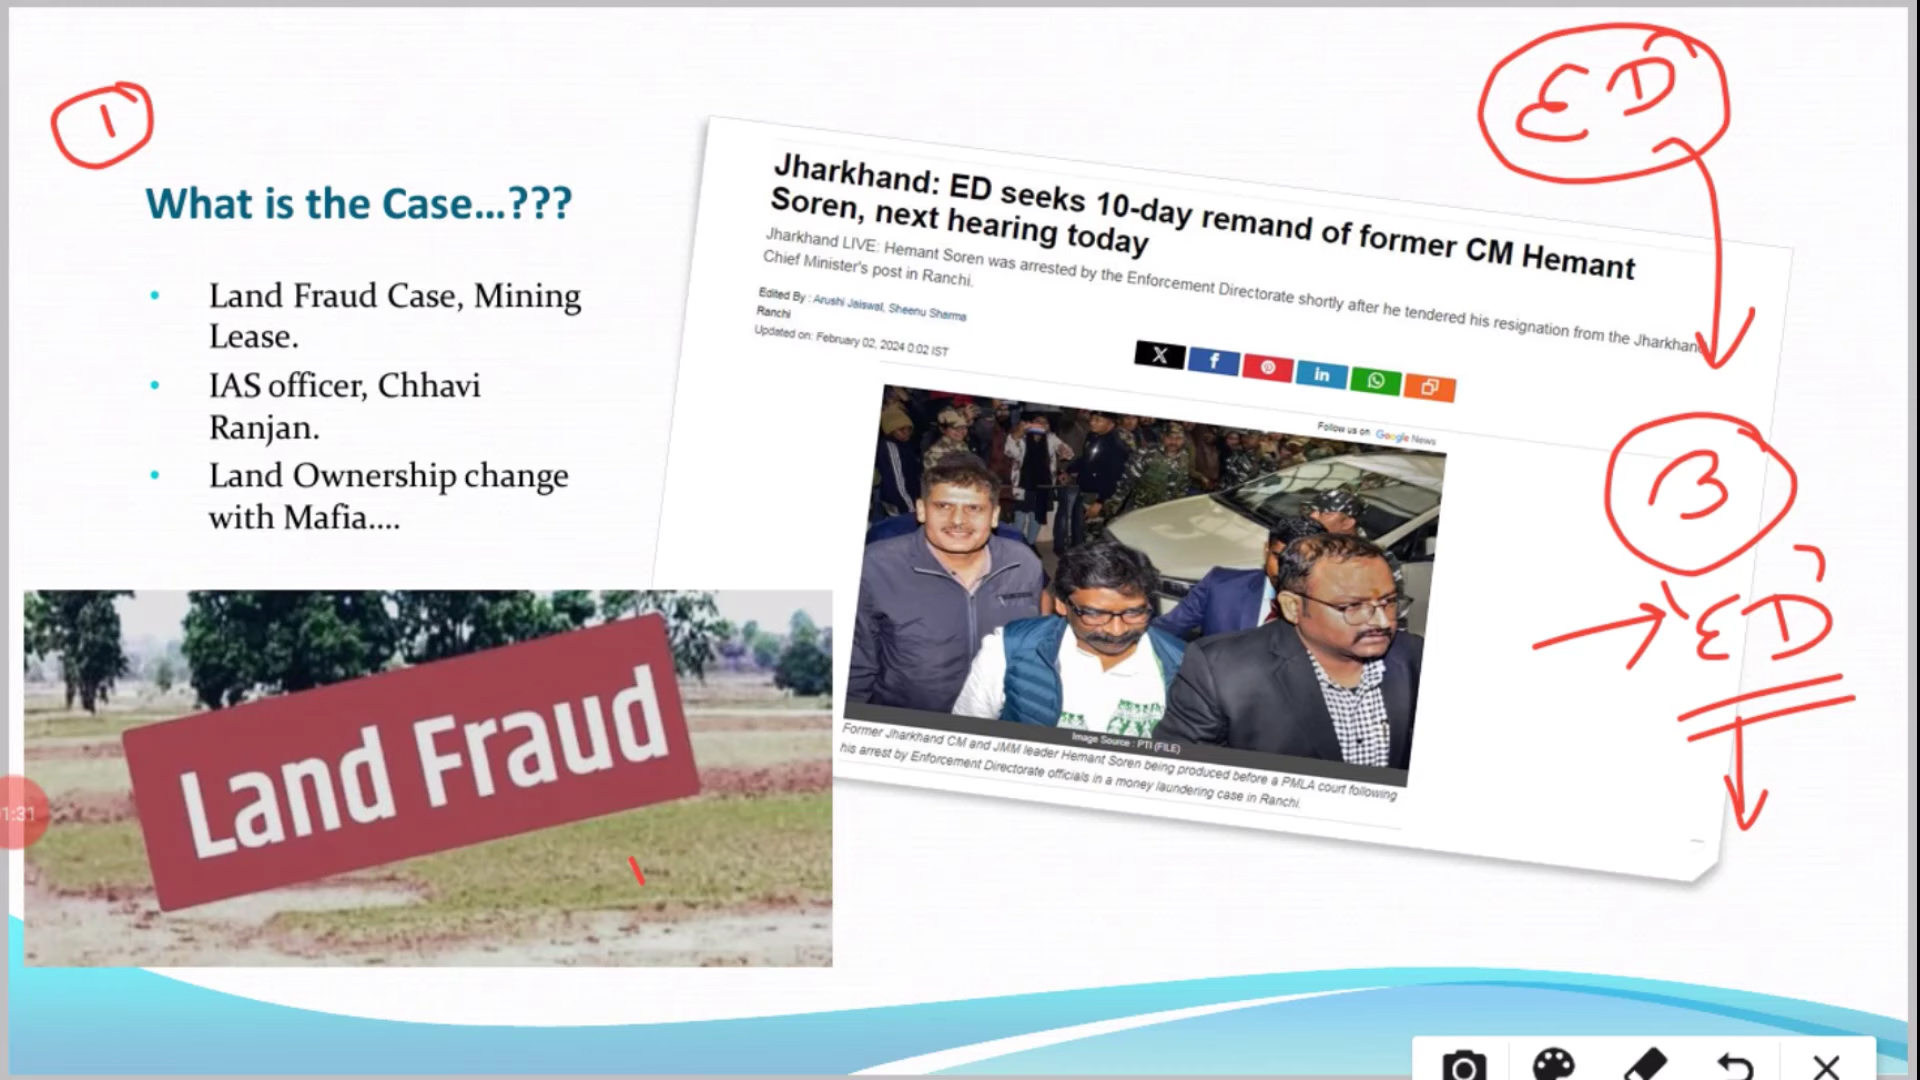 1
ED
What is the Case...???
Land Fraud Case, Mining
Lease.
IAS officer, Chhavi
Ranjan.
Land Ownership change
with Mafia....
Jharkhand: ED seeks 10-day remand of former CM Hemant
Soren, next hearing today
Jharkhand LIVE: Hemant Soren was arrested by the Enforcement Directorate shortly after he tendered his resignation from the Jharkhand
Chief Minister's post in Ranchi.
Edited By : Arushi Jaiswal, Sheenu Sharma
Ranchi
Updated on: February 02, 2024 0:02 IST
X
f
in
Follow us on Google News
3
ED
Image Source : PTI (FILE)
Former Jharkhand CM and JMM leader Hemant Soren being produced before a PMLA court following
his arrest by Enforcement Directorate officials in a money laundering case in Ranchi.
Land Fraud
1:31